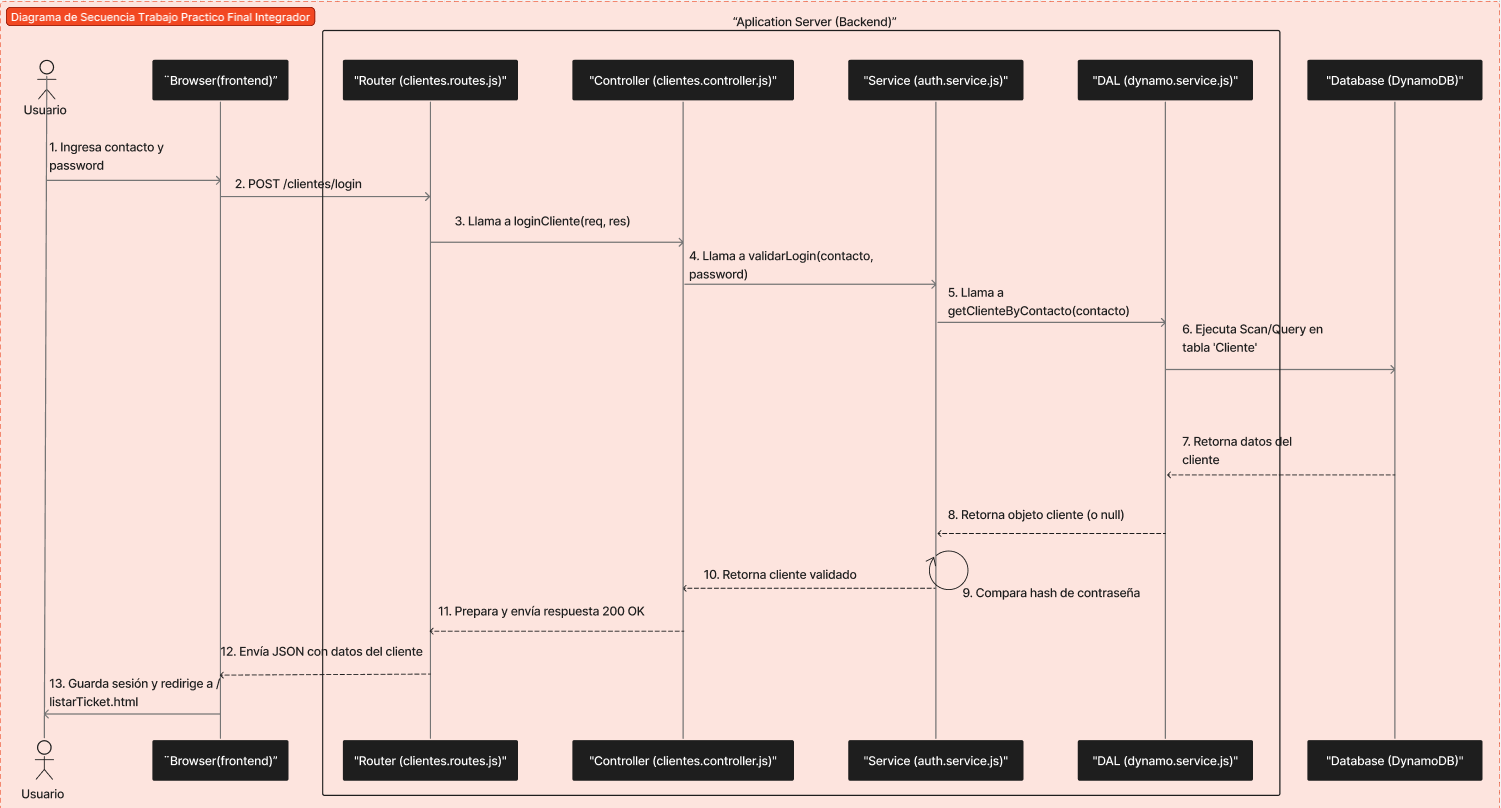 Diagrama de Secuencia Trabajo Practico Final Integrador
“Aplication Server (Backend)”
Usuario
¨Browser(frontend)”
"Router (clientes.routes.js)"
"Controller (clientes.controller.js)"
"Service (auth.service.js)"
"DAL (dynamo.service.js)"
"Database (DynamoDB)"
1. Ingresa contacto y
password
2. POST /clientes/login
3. Llama a loginCliente(req, res)
4. Llama a validarLogin(contacto,
password)
5. Llama a
getClienteByContacto(contacto)
6. Ejecuta Scan/Query en
tabla 'Cliente'
7. Retorna datos del
cliente
8. Retorna objeto cliente (o null)
9. Compara hash de contraseña
10. Retorna cliente validado
11. Prepara y envía respuesta 200 OK
12. Envía JSON con datos del cliente
13. Guarda sesión y redirige a /
listarTicket.html
Usuario
¨Browser(frontend)”
"Router (clientes.routes.js)"
"Controller (clientes.controller.js)"
"Service (auth.service.js)"
"DAL (dynamo.service.js)"
"Database (DynamoDB)"